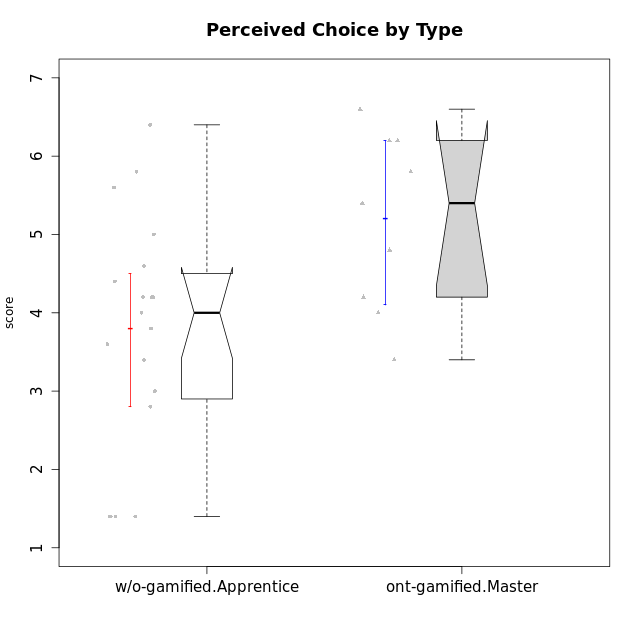 Perceived Choice by Type
score
7
6
5
4
3
2
1
w/o-gamified.Apprentice
ont-gamified.Master